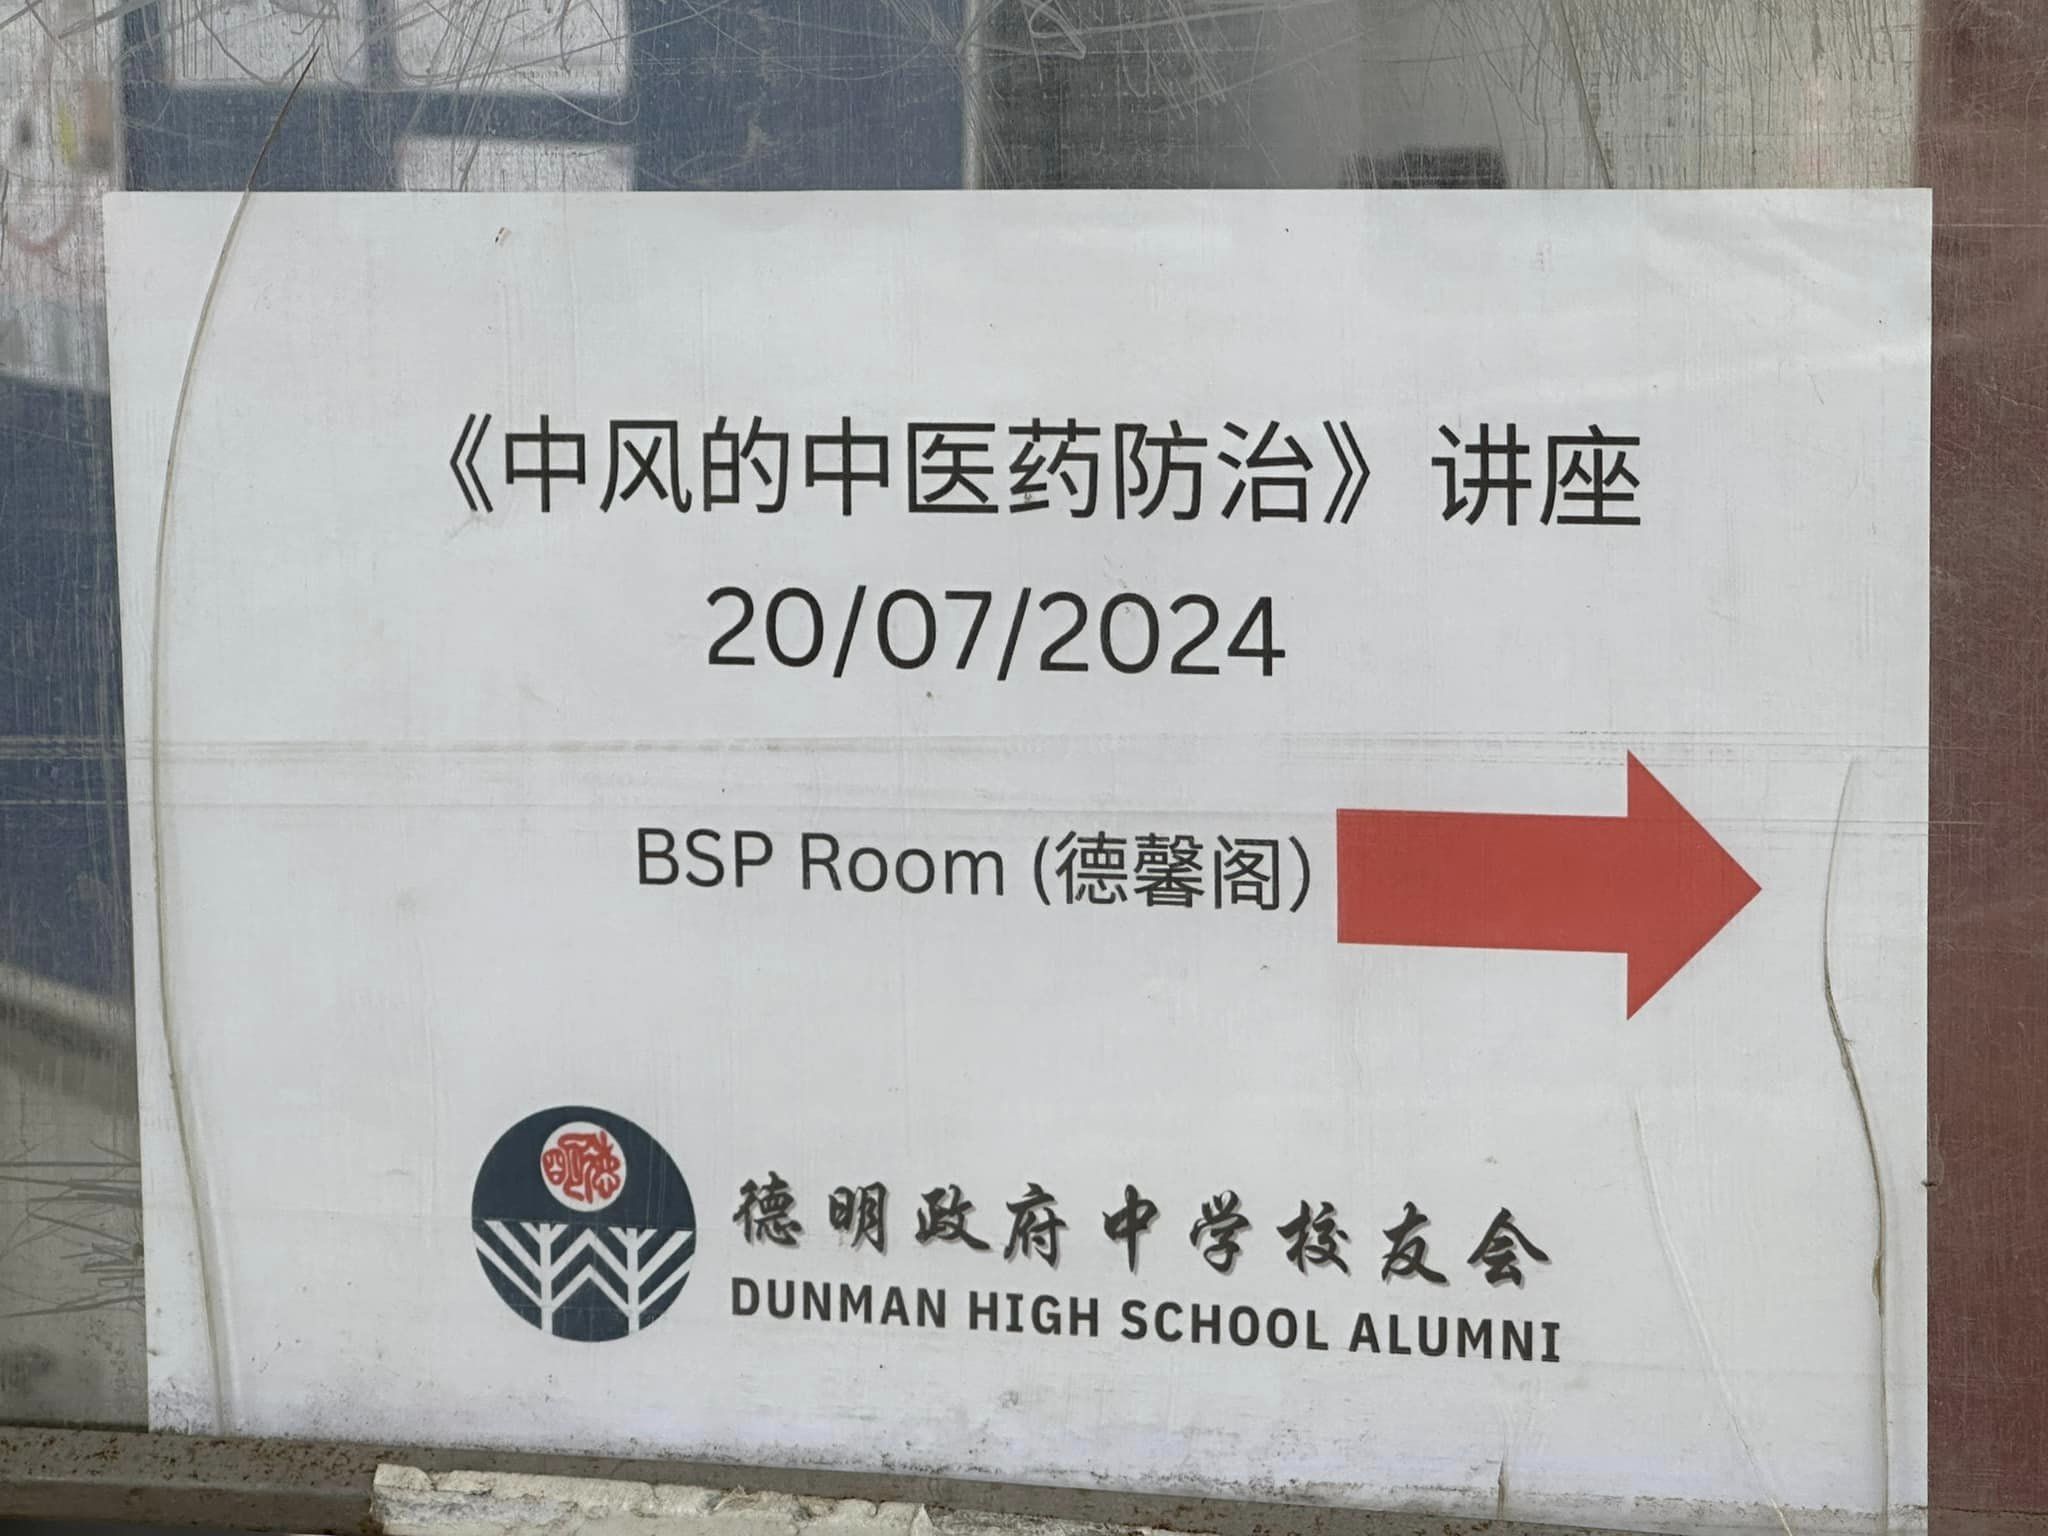 《中风的中医药防治》讲座
20/07/2024
BSP Room (德馨阁)
德明政府中学校友会
DUNMAN HIGH SCHOOL ALUMNI